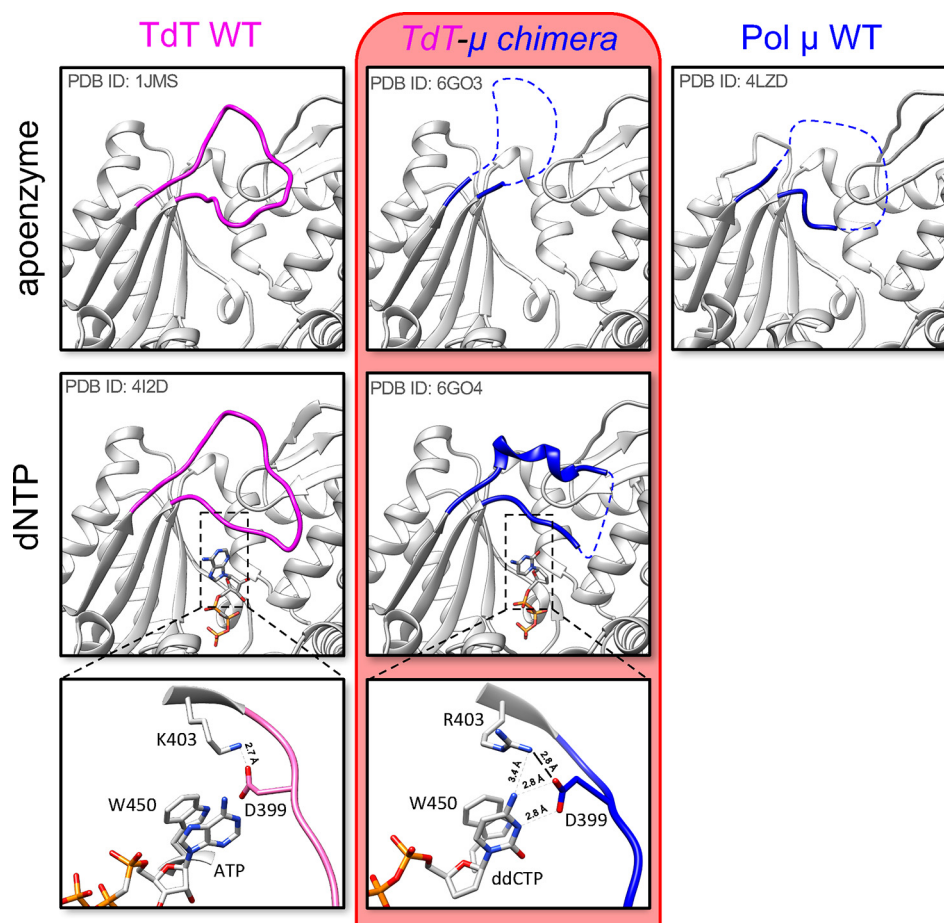 TdT WT
TdT-µ chimera
Pol µ WT
apoenzyme
PDB ID: 1JMS
PDB ID: 6GO3
PDB ID: 4LZD
dNTP
PDB ID: 4I2D
PDB ID: 6GO4
K403
2.7 Å
W450
D399
ATP
R403
3.4 Å
2.8 Å
2.8 Å
W450
2.8 Å
D399
ddCTP